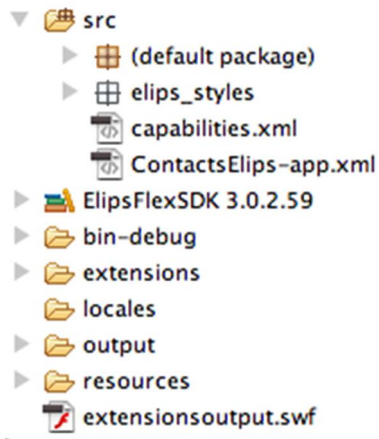 src
(default package)
elips_styles
capabilities.xml
ContactsElips-app.xml
ElipsFlexSDK 3.0.2.59
bin-debug
extensions
locales
output
resources
extensionsoutput.swf